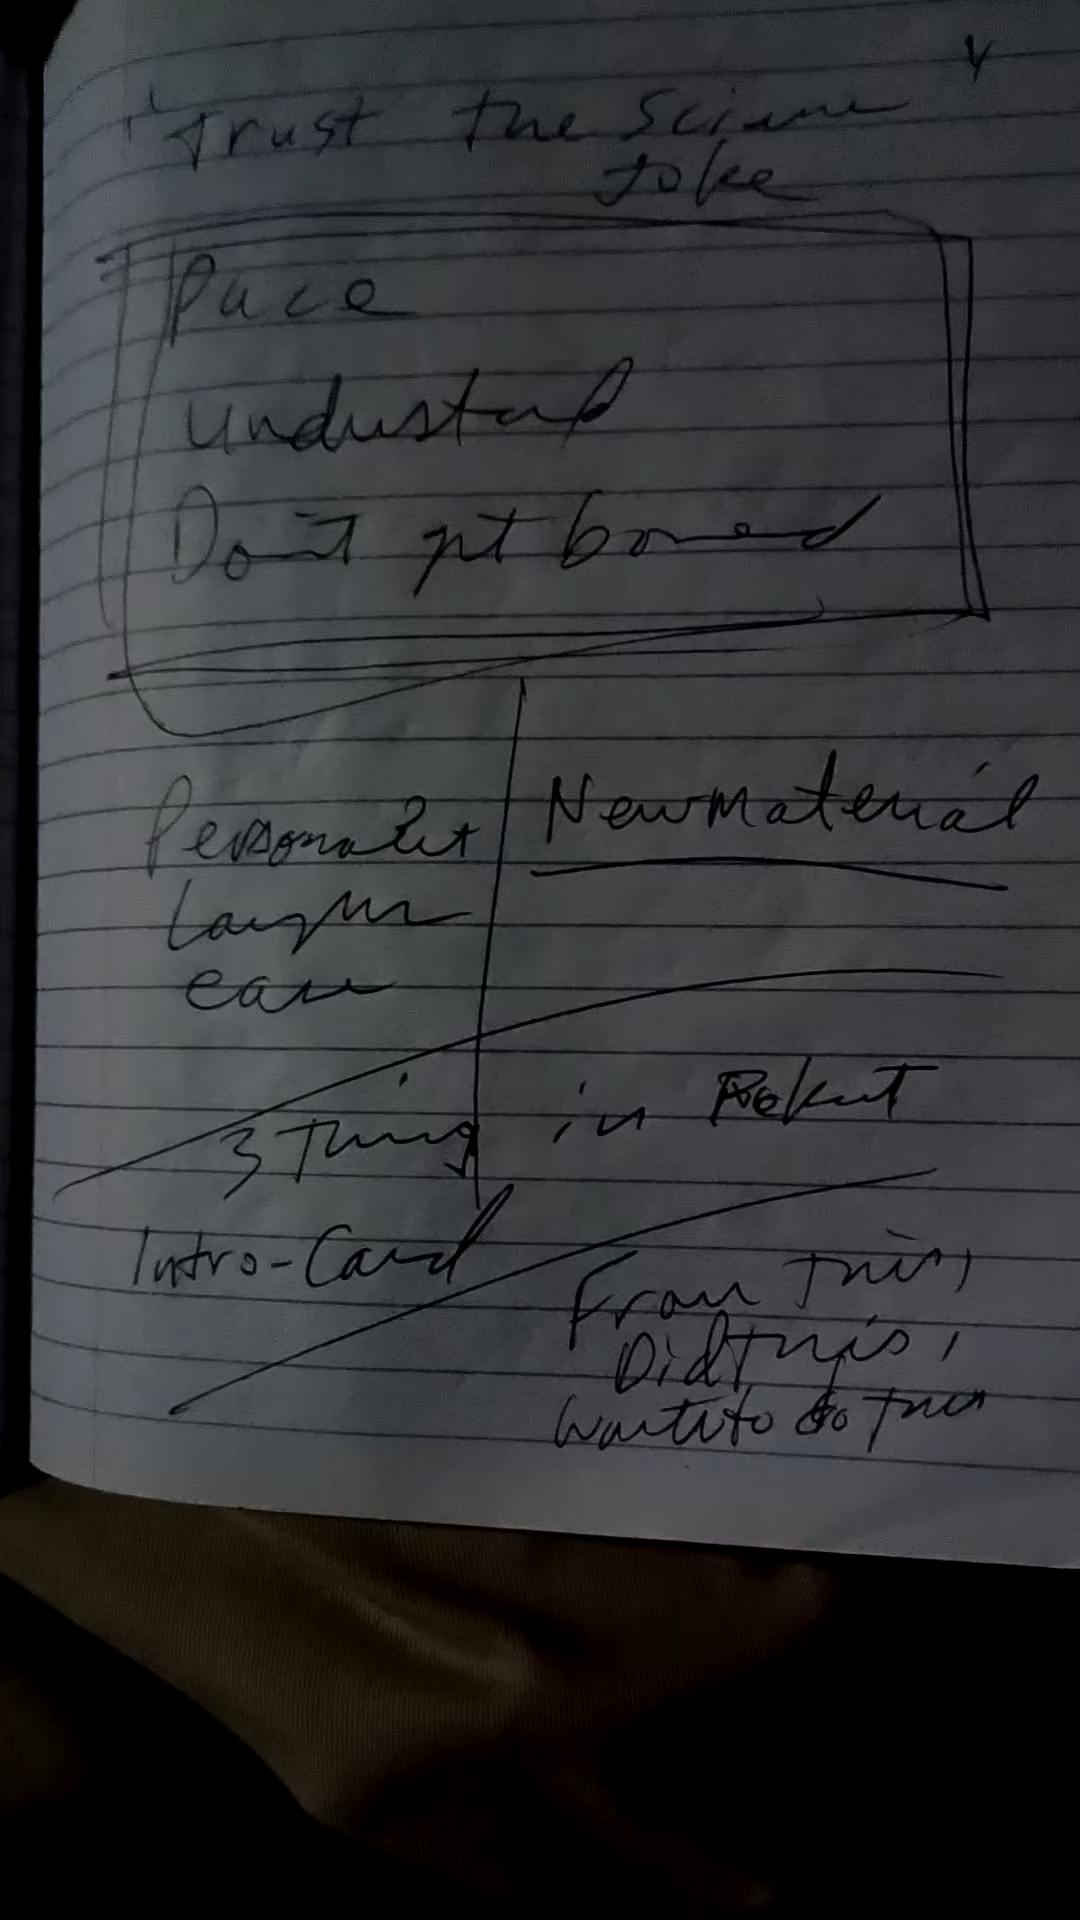 "Trust the Science"
Joke
Pace
Understand
Don't get bored
Personality
Laughter
ease
New Material
3 Things in Pocket
Intro-Card
From this,
Did this,
Want to do this